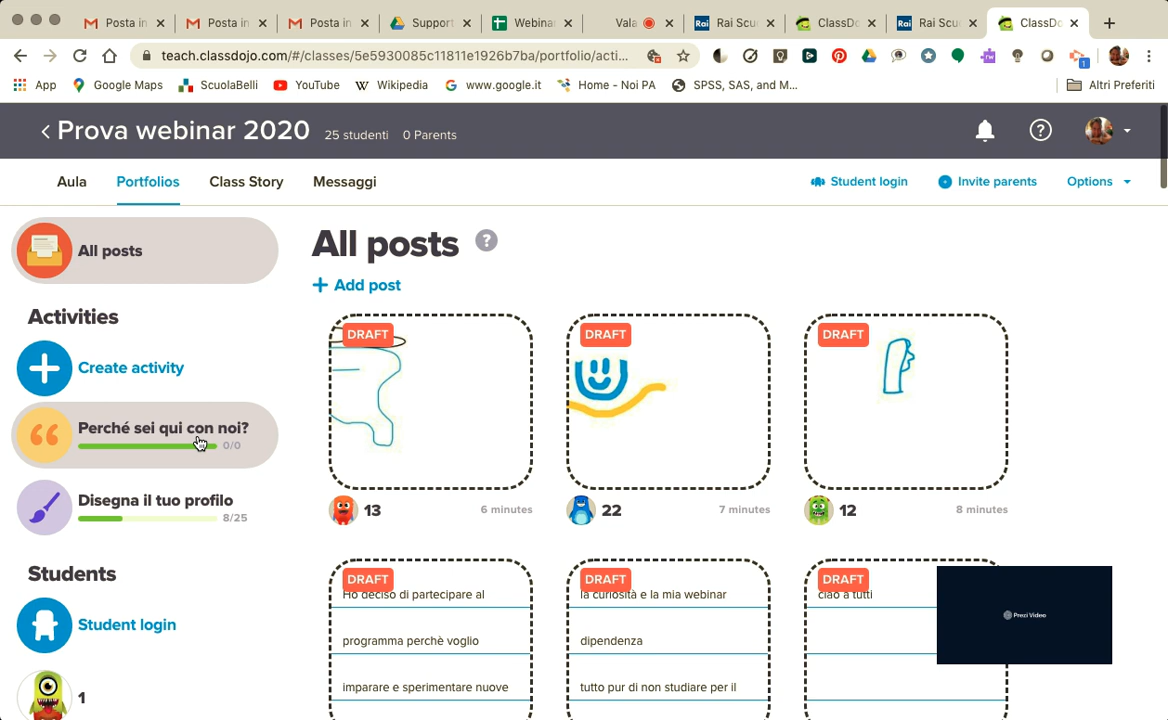 Posta in
Posta in
Posta in
Support
Webinar
Vala
Rai Scu
ClassDo
Rai Scue
ClassDo
teach.classdojo.com/#/classes/5e5930085c11811e1926b7ba/portfolio/acti...
1
App
Google Maps
ScuolaBelli
YouTube
Wikipedia
www.google.it
Home - Noi PA
SPSS, SAS, and M...
Altri Preferiti
Prova webinar 2020
25 studenti
0 Parents
Aula
Portfolios
Class Story
Messaggi
Student login
Invite parents
Options
All posts
Activities
Create activity
Perché sei qui con noi?
0/0
Disegna il tuo profilo
8/25
Students
Student login
1
All posts
Add post
DRAFT
DRAFT
DRAFT
13
6 minutes
22
7 minutes
12
8 minutes
DRAFT
Ho deciso di partecipare al
programma perchè voglio
imparare e sperimentare nuove
DRAFT
la curiosità e la mia webinar
dipendenza
tutto pur di non studiare per il
DRAFT
ciao a tutti
Prezi Video